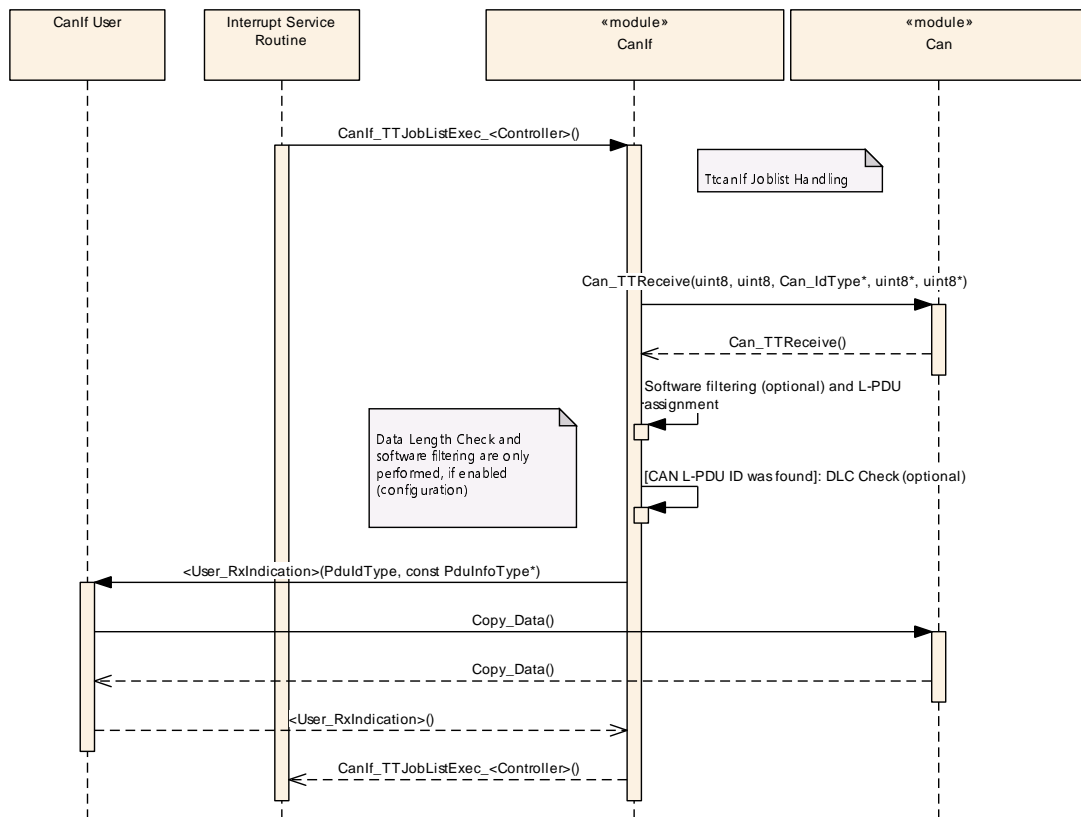 CanIf User
Interrupt Service
Routine
«module»
CanIf
«module»
Can
CanIf_TTJobListExec_<Controller>()
TtcanIf Joblist Handling
Can_TTReceive(uint8, uint8, Can_IdType*, uint8*, uint8*)
Can_TTReceive()
Software filtering (optional) and L-PDU
assignment
Data Length Check and
software filtering are only
performed, if enabled
(configuration)
[CAN L-PDU ID was found]: DLC Check (optional)
<User_RxIndication>(PduIdType, const PduInfoType*)
Copy_Data()
Copy_Data()
<User_RxIndication>()
CanIf_TTJobListExec_<Controller>()